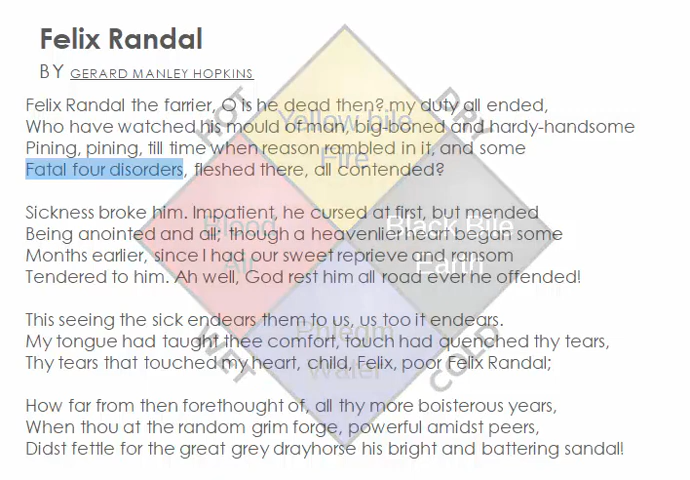 Felix Randal
BY GERARD MANLEY HOPKINS
Felix Randal the farrier, O is he dead then? my duty all ended,
Who have watched his mould of man, big-boned and hardy-handsome
Pining, pining, till time when reason rambled in it, and some
Fatal four disorders, fleshed there, all contended?
Sickness broke him. Impatient, he cursed at first, but mended
Being anointed and all; though a heavenlier heart began some
Months earlier, since I had our sweet reprieve and ransom
Tendered to him. Ah well, God rest him all road ever he offended!
This seeing the sick endears them to us, us too it endears.
My tongue had taught thee comfort, touch had quenched thy tears,
Thy tears that touched my heart, child, Felix, poor Felix Randal;
How far from then forethought of, all thy more boisterous years,
When thou at the random grim forge, powerful amidst peers,
Didst fettle for the great grey drayhorse his bright and battering sandal!
HOT
DRY
Yellow bile
Fire
Blood
Air
Black Bile
Earth
Phlegm
Water
WET
COLD